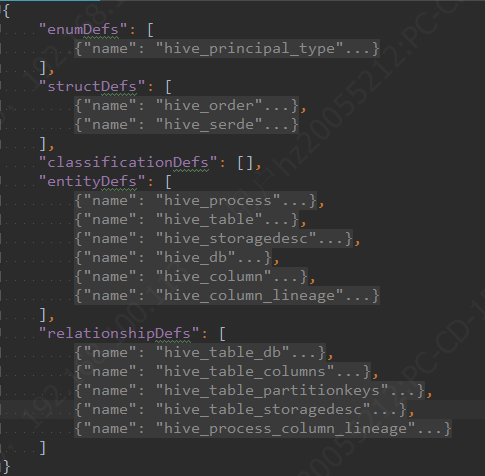 {
"enumDefs": [
{"name": "hive_principal_type"...}
],
"structDefs": [
{"name": "hive_order"...},
{"name": "hive_serde"...}
],
"classificationDefs": [],
"entityDefs": [
{"name": "hive_process"...},
{"name": "hive_table"...},
{"name": "hive_storagedesc"...},
{"name": "hive_db"...},
{"name": "hive_column"...},
{"name": "hive_column_lineage"...}
],
"relationshipDefs": [
{"name": "hive_table_db"...},
{"name": "hive_table_columns"...},
{"name": "hive_table_partitionkeys"...},
{"name": "hive_table_storagedesc"...},
{"name": "hive_process_column_lineage"...}
]
}